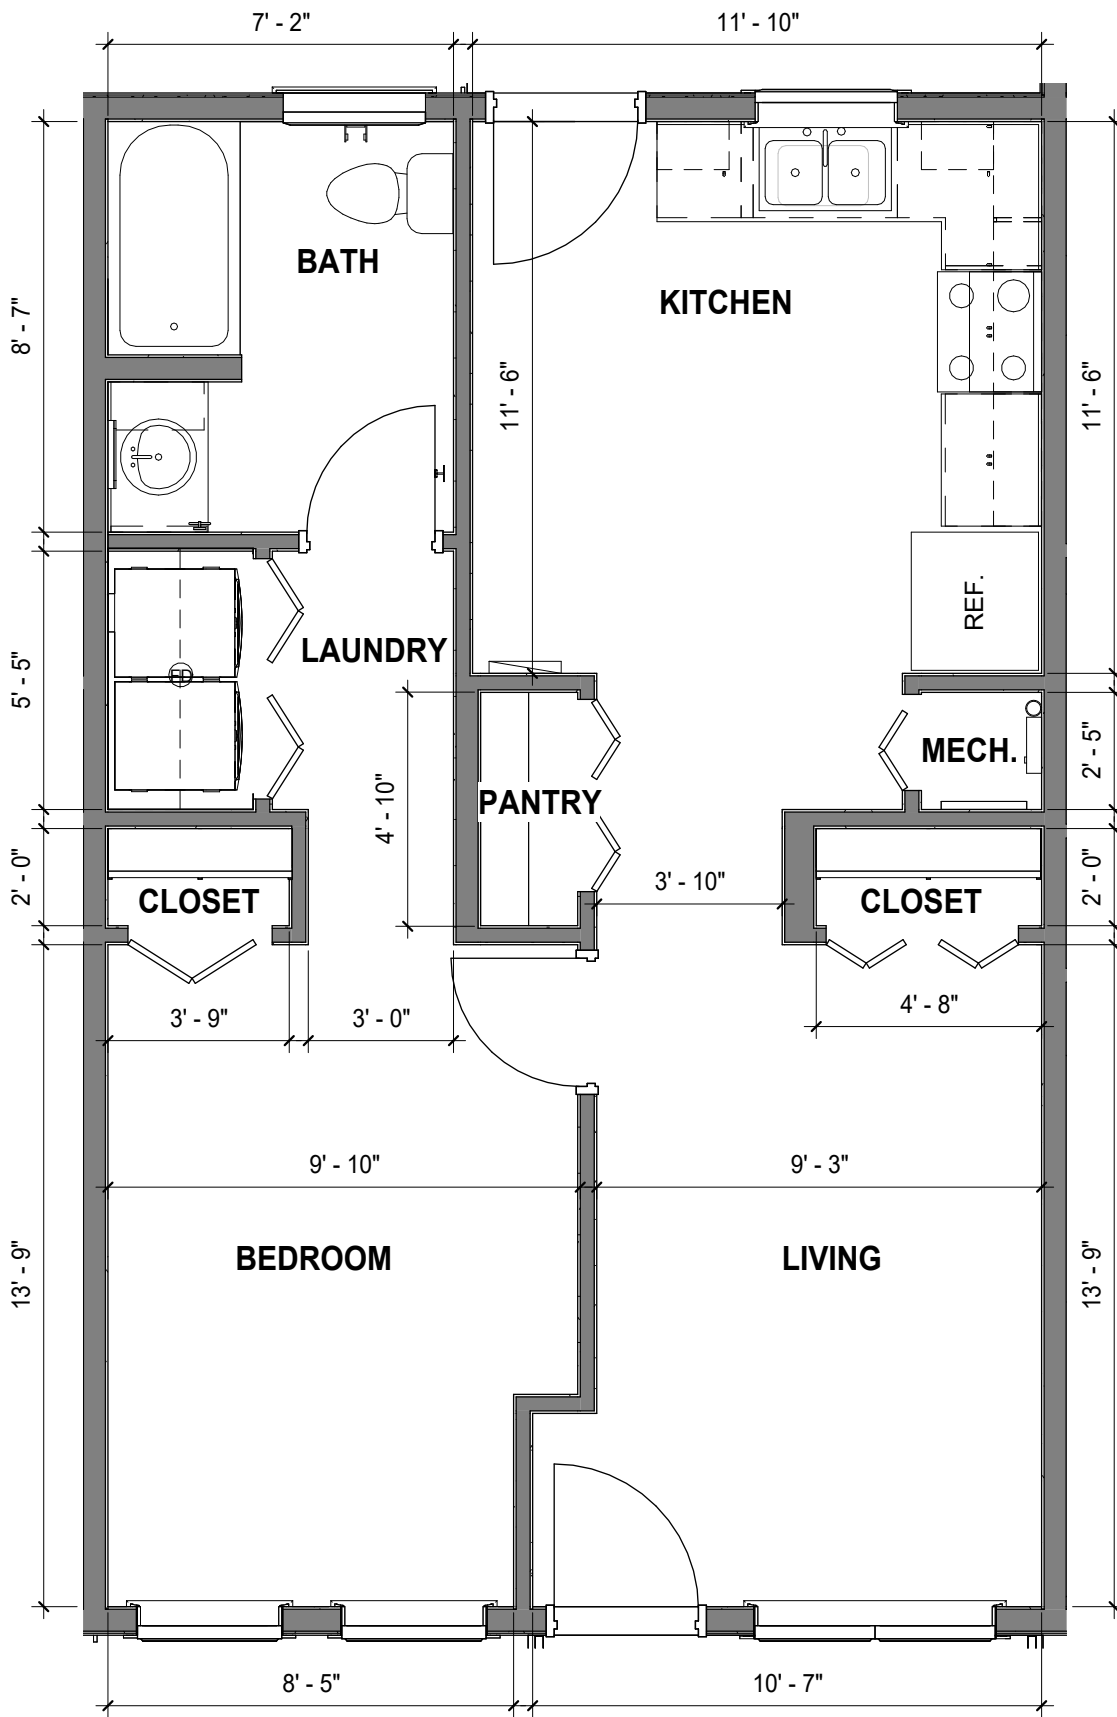 7' - 2"
11' - 10"
BATH
KITCHEN
8' - 7"
11' - 6"
11' - 6"
REF.
LAUNDRY
5' - 5"
MECH.
2' - 5"
PANTRY
4' - 10"
2' - 0"
CLOSET
3' - 10"
CLOSET
2' - 0"
3' - 9"
3' - 0"
4' - 8"
9' - 10"
9' - 3"
BEDROOM
LIVING
13' - 9"
13' - 9"
8' - 5"
10' - 7"